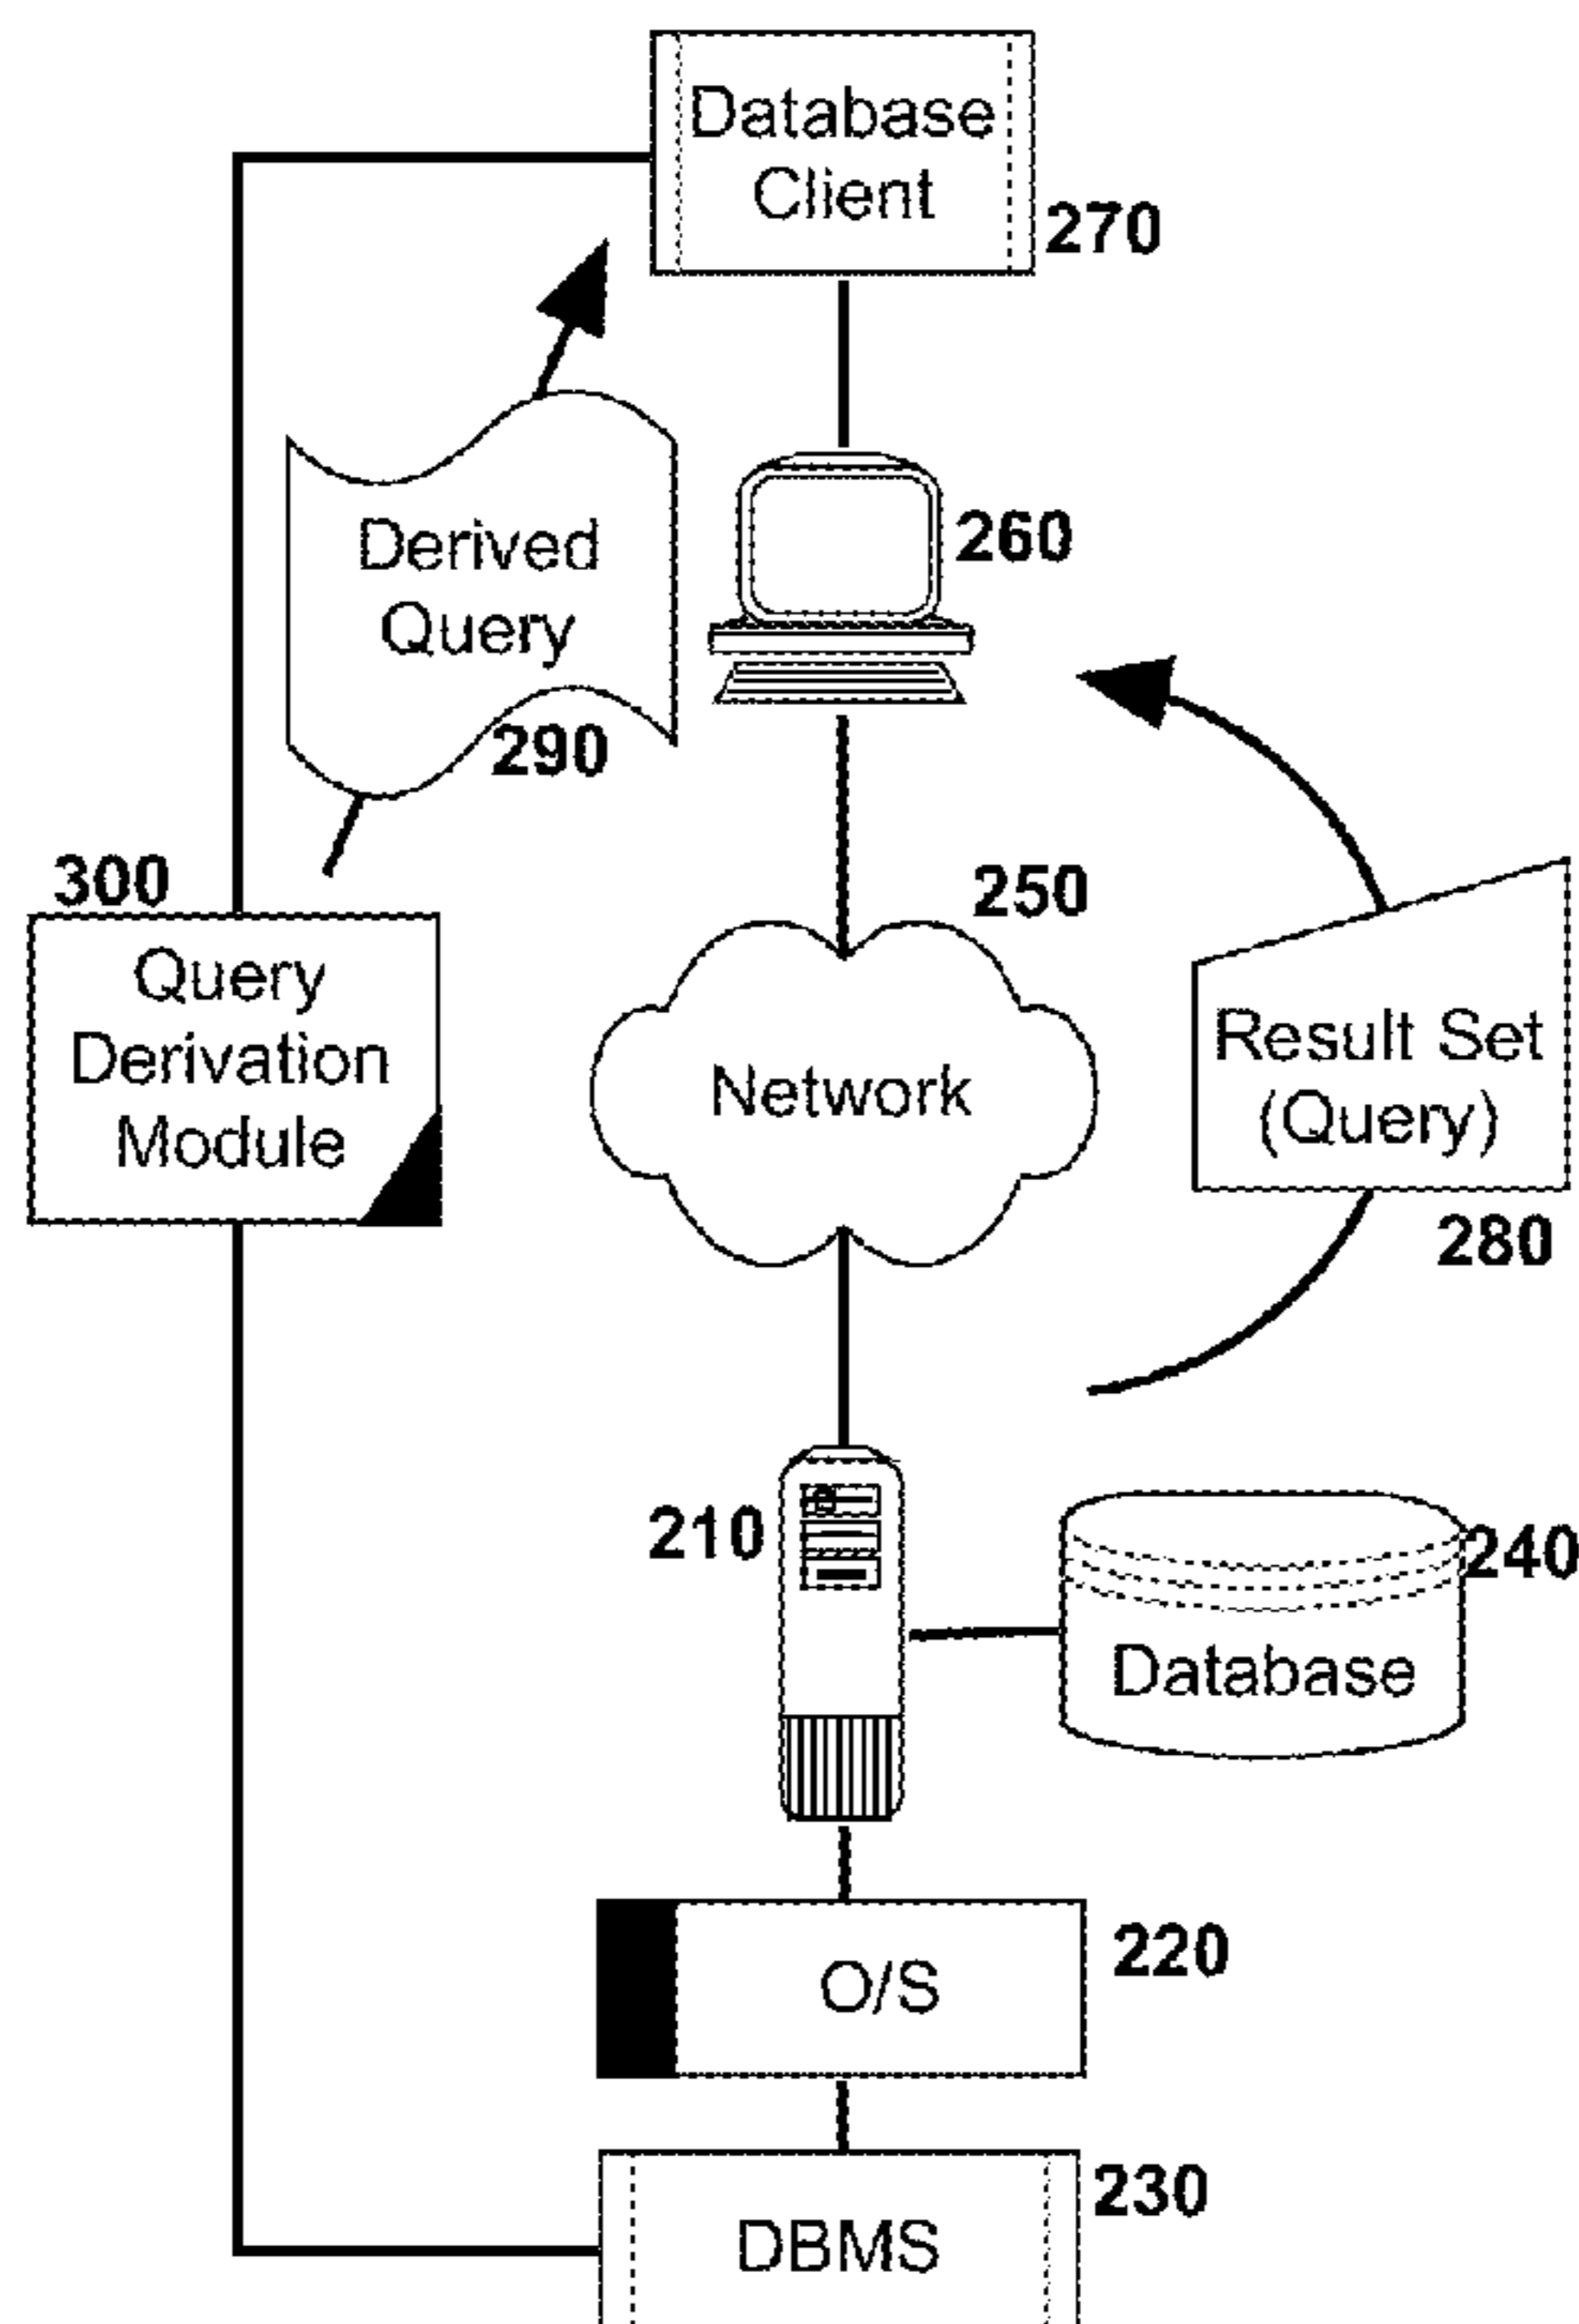 Database
Client
270
260
Derived
Query
290
300
Query
Derivation
Module
250
Network
Result Set
(Query)
280
210
240
Database
O/S
220
DBMS
230